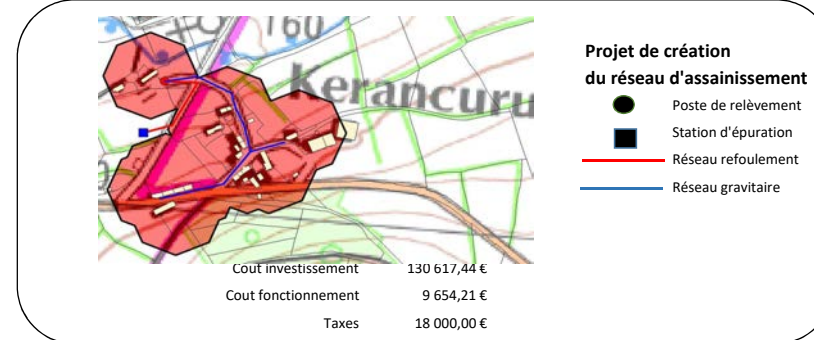 160
Kerancuru
Projet de création
du réseau d'assainissement
Poste de relèvement
Station d'épuration
Réseau refoulement
Réseau gravitaire
Cout investissement 130 617,44 €
Cout fonctionnement 9 654,21 €
Taxes 18 000,00 €